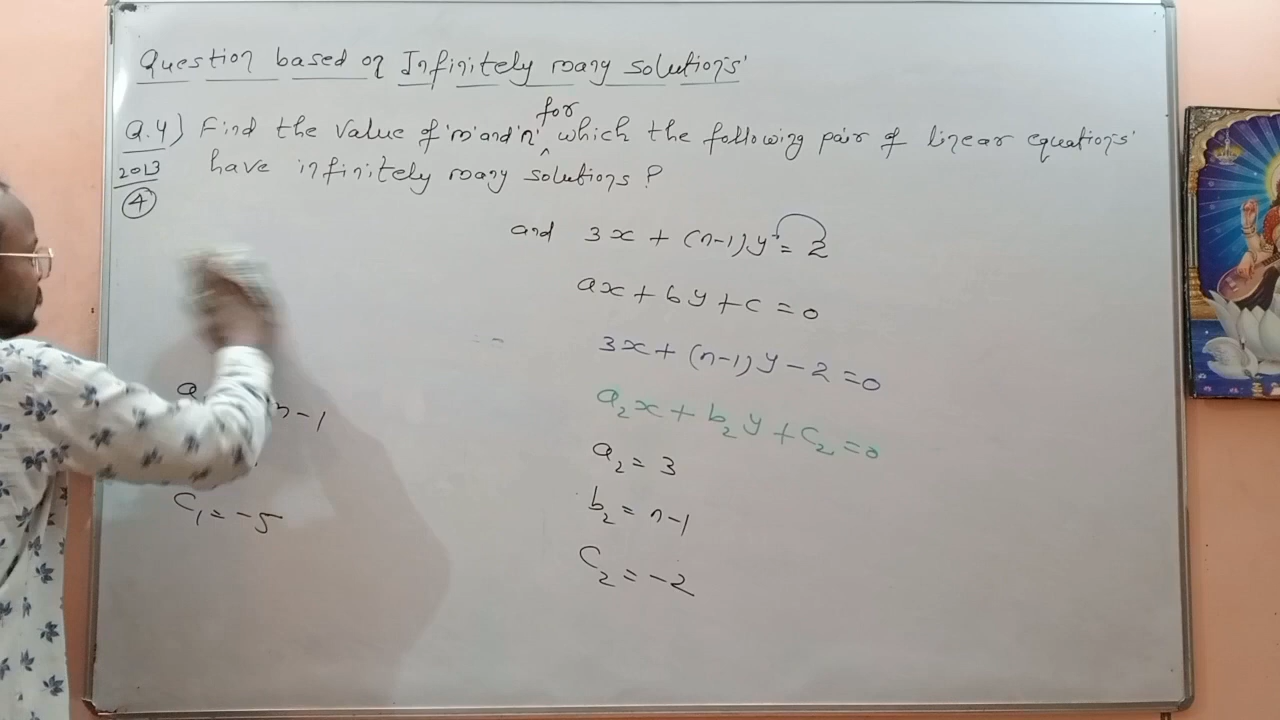 Question based on Infinitely many solutions
Q.4) Find the value of 'm' and 'n' for which the following pair of linear equations
2013 have infinitely many solutions ?
4
and 3x + (n-1)y = 2
ax + by + c = 0
3x + (n-1)y - 2 = 0
a₂x + b₂y + c₂ = 0
a n-1
a₂ = 3
c₁ = -5
b₂ = n-1
c₂ = -2